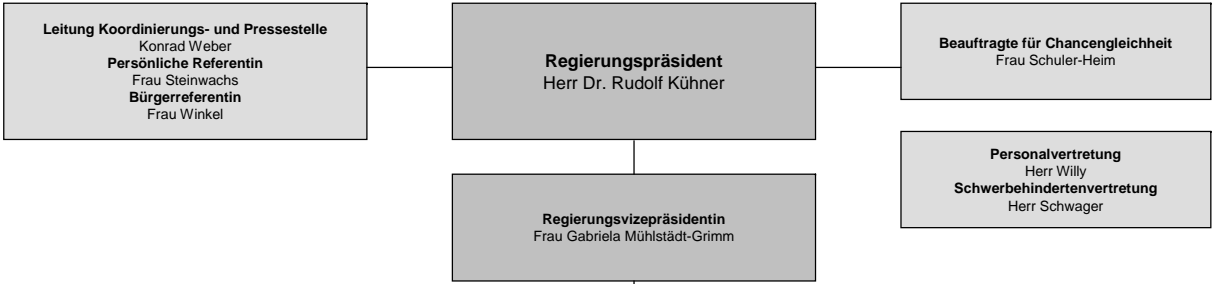 Leitung Koordinierungs- und Pressestelle
Konrad Weber
Persönliche Referentin
Frau Steinwachs
Bürgerreferentin
Frau Winkel
Regierungspräsident
Herr Dr. Rudolf Kühner
Beauftragte für Chancengleichheit
Frau Schuler-Heim
Personalvertretung
Herr Willy
Schwerbehindertenvertretung
Herr Schwager
Regierungsvizepräsidentin
Frau Gabriela Mühlstädt-Grimm